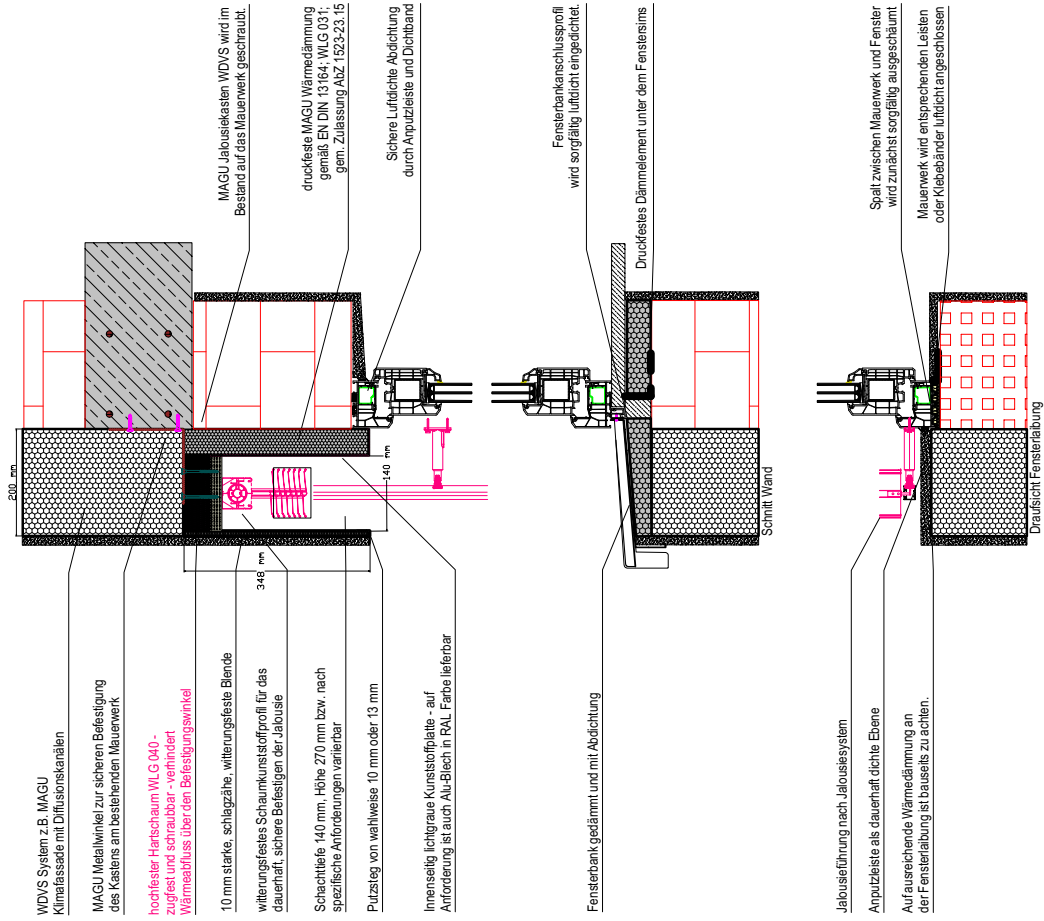 WDVS System z.B. MAGU
Klimafassade mit Diffusionskanälen
MAGU Metallwinkel zur sicheren Befestigung
des Kastens am bestehenden Mauerwerk
hochfester Hartschaum WLG 040 -
zugfest und schraubbar - verhindert
Wärmeabfluss über den Befestigungswinkel
10 mm starke, schlagzähe, witterungsfeste Blende
witterungsfestes Schaumkunststoffprofil für das
dauerhaft, sichere Befestigen der Jalousie
Schachttiefe 140 mm, Höhe 270 mm bzw. nach
spezifische Anforderungen variierbar
Putzsteg von wahlweise 10 mm oder 13 mm
Innenseitig lichtgraue Kunststoffplatte - auf
Anforderung ist auch Alu-Blech in RAL Farbe lieferbar
200 mm
348 mm
140 mm
MAGU Jalousiekasten WDVS wird im
Bestand auf das Mauerwerk geschraubt.
druckfeste MAGU Wärmedämmung
gemäß EN DIN 13164; WLG 031;
gem. Zulassung AbZ 1523-23.15
Sichere Luftdichte Abdichtung
durch Anputzleiste und Dichtband
Fensterbank gedämmt und mit Abdichtung
Schnitt Wand
Fensterbankanschlussprofil
wird sorgfältig luftdicht eingedichtet.
Druckfestes Dämmelement unter dem Fenstersims
Jalousieführung nach Jalousiesystem
Anputzleiste als dauerhaft dichte Ebene
Auf ausreichende Wärmedämmung an
der Fensterlaibung ist bauseits zu achten.
Draufsicht Fensterlaibung
Spalt zwischen Mauerwerk und Fenster
wird zunächst sorgfältig ausgeschäumt
Mauerwerk wird entsprechenden Leisten
oder Klebebänder luftdicht angeschlossen